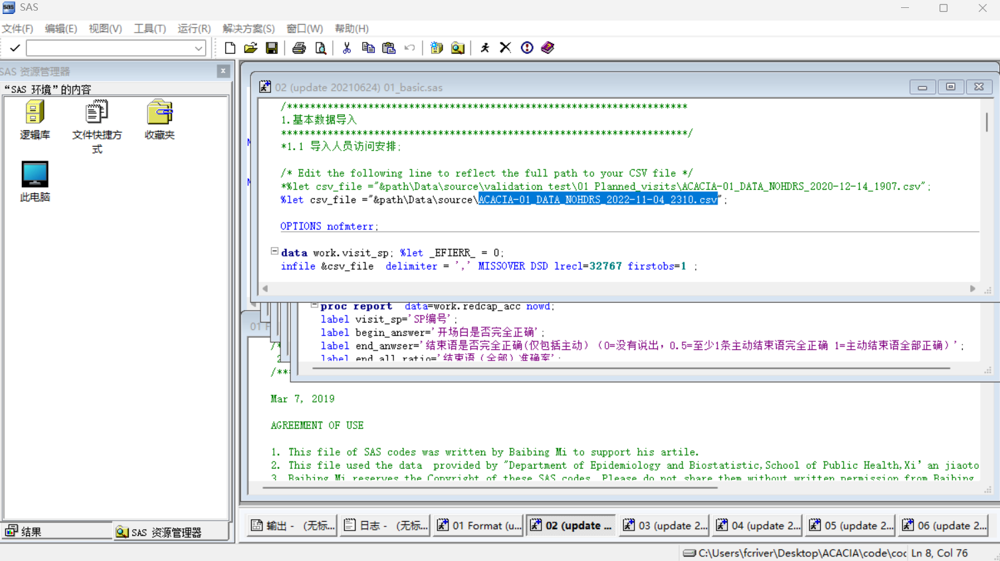 SAS
文件(F) 编辑(E) 视图(V) 工具(T) 运行(R) 解决方案(S) 窗口(W) 帮助(H)
SAS 资源管理器
“SAS 环境”的内容
逻辑库
文件快捷方式
收藏夹
此电脑
02 (update 20210624) 01_basic.sas
/*********************************************************************
1.基本数据导入
**********************************************************************/
*1.1 导入人员访问安排;
/* Edit the following line to reflect the full path to your CSV file */
*%let csv_file ="&path\Data\source\validation test\01 Planned_visits\ACACIA-01_DATA_NOHDRS_2020-12-14_1907.csv";
%let csv_file ="&path\Data\source\ACACIA-01_DATA_NOHDRS_2022-11-04_2310.csv";
OPTIONS nofmterr;
data work.visit_sp; %let _EFIERR_ = 0;
infile &csv_file  delimiter = ',' MISSOVER DSD lrecl=32767 firstobs=1 ;
proc report  data=work.redcap_acc nowd;
label visit_sp='SP编号';
label begin_answer='开场白是否完全正确';
label end_anwser='结束语是否完全正确(仅包括主动）（0=没有说出，0.5=至少1条主动结束语完全正确 1=主动结束语全部正确）';
label end_all_ratio='结束语（全部）准确率';
01 F
/*
2
/**
Mar 7, 2019
AGREEMENT OF USE
1. This file of SAS codes was written by Baibing Mi to support his artile.
2. This file used the data  provided by "Department of Epidemiology and Biostatistic,School of Public Health,Xi’an jiaoto
3. Baibing Mi reserves the Copyright of these SAS codes. Please do not share them without written permission from Baibing
结果
SAS 资源管理器
输出 - （无标...
日志 - （无标...
01 Format (u...
02 (update ...
03 (update 2...
04 (update 2...
05 (update 2...
06 (update 2...
C:\Users\fcriver\Desktop\ACACIA\code\coc
Ln 8, Col 76